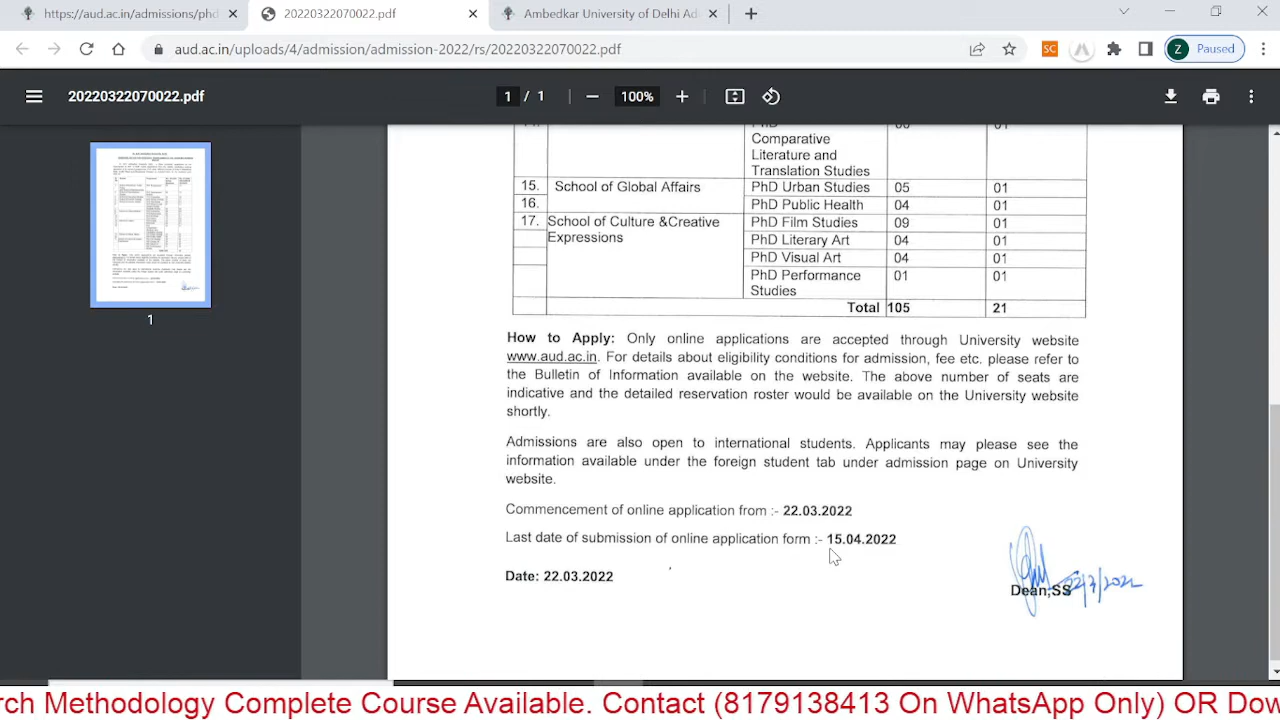 https://aud.ac.in/admissions/phd
20220322070022.pdf
Ambedkar University of Delhi Ad
aud.ac.in/uploads/4/admission/admission-2022/rs/20220322070022.pdf
SC
Z Paused
20220322070022.pdf
1 / 1
100%
1
PhD
Comparative
Literature and
Translation Studies
01
15. School of Global Affairs PhD Urban Studies 05 01
16. PhD Public Health 04 01
17. School of Culture &Creative Expressions PhD Film Studies 09 01
PhD Literary Art 04 01
PhD Visual Art 04 01
PhD Performance Studies 01 01
Total 105 21
How to Apply: Only online applications are accepted through University website
www.aud.ac.in. For details about eligibility conditions for admission, fee etc. please refer to
the Bulletin of Information available on the website. The above number of seats are
indicative and the detailed reservation roster would be available on the University website
shortly.
Admissions are also open to international students. Applicants may please see the
information available under the foreign student tab under admission page on University
website.
Commencement of online application from :- 22.03.2022
Last date of submission of online application form :- 15.04.2022
Date: 22.03.2022
22/3/2022
Dean,SS
rch Methodology Complete Course Available. Contact (8179138413 On WhatsApp Only) OR Dow